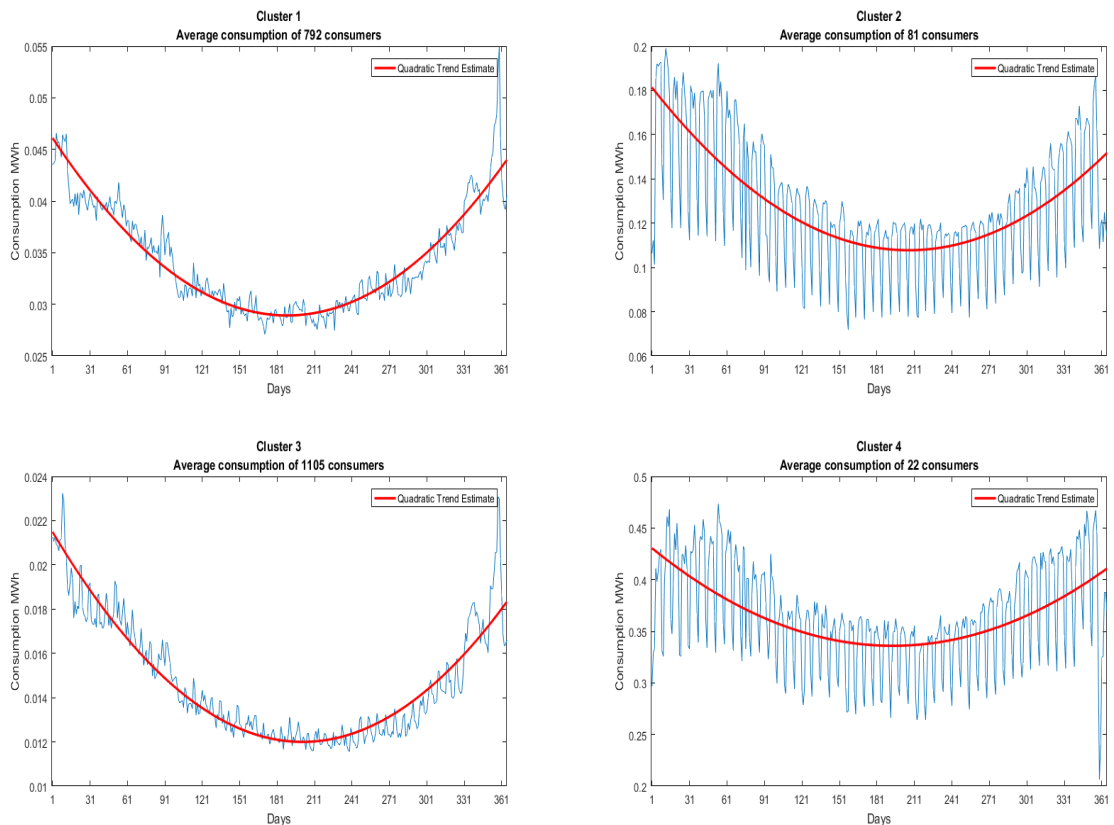 Cluster 1
Average consumption of 792 consumers
Quadratic Trend Estimate
Consumption MWh
0.055
0.05
0.045
0.04
0.035
0.03
0.025
1 31 61 91 121 151 181 211 241 271 301 331 361
Days
Cluster 2
Average consumption of 81 consumers
Quadratic Trend Estimate
Consumption MWh
0.2
0.18
0.16
0.14
0.12
0.1
0.08
0.06
1 31 61 91 121 151 181 211 241 271 301 331 361
Days
Cluster 3
Average consumption of 1105 consumers
Quadratic Trend Estimate
Consumption MWh
0.024
0.022
0.02
0.018
0.016
0.014
0.012
0.01
1 31 61 91 121 151 181 211 241 271 301 331 361
Days
Cluster 4
Average consumption of 22 consumers
Quadratic Trend Estimate
Consumption MWh
0.5
0.45
0.4
0.35
0.3
0.25
0.2
1 31 61 91 121 151 181 211 241 271 301 331 361
Days